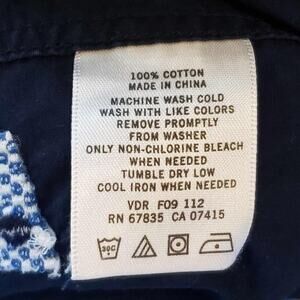 100% COTTON
MADE IN CHINA
MACHINE WASH COLD
WASH WITH LIKE COLORS
REMOVE PROMPTLY
FROM WASHER
ONLY NON-CHLORINE BLEACH
WHEN NEEDED
TUMBLE DRY LOW
COOL IRON WHEN NEEDED
VDR F09 112
RN 67835 CA 07415
30C